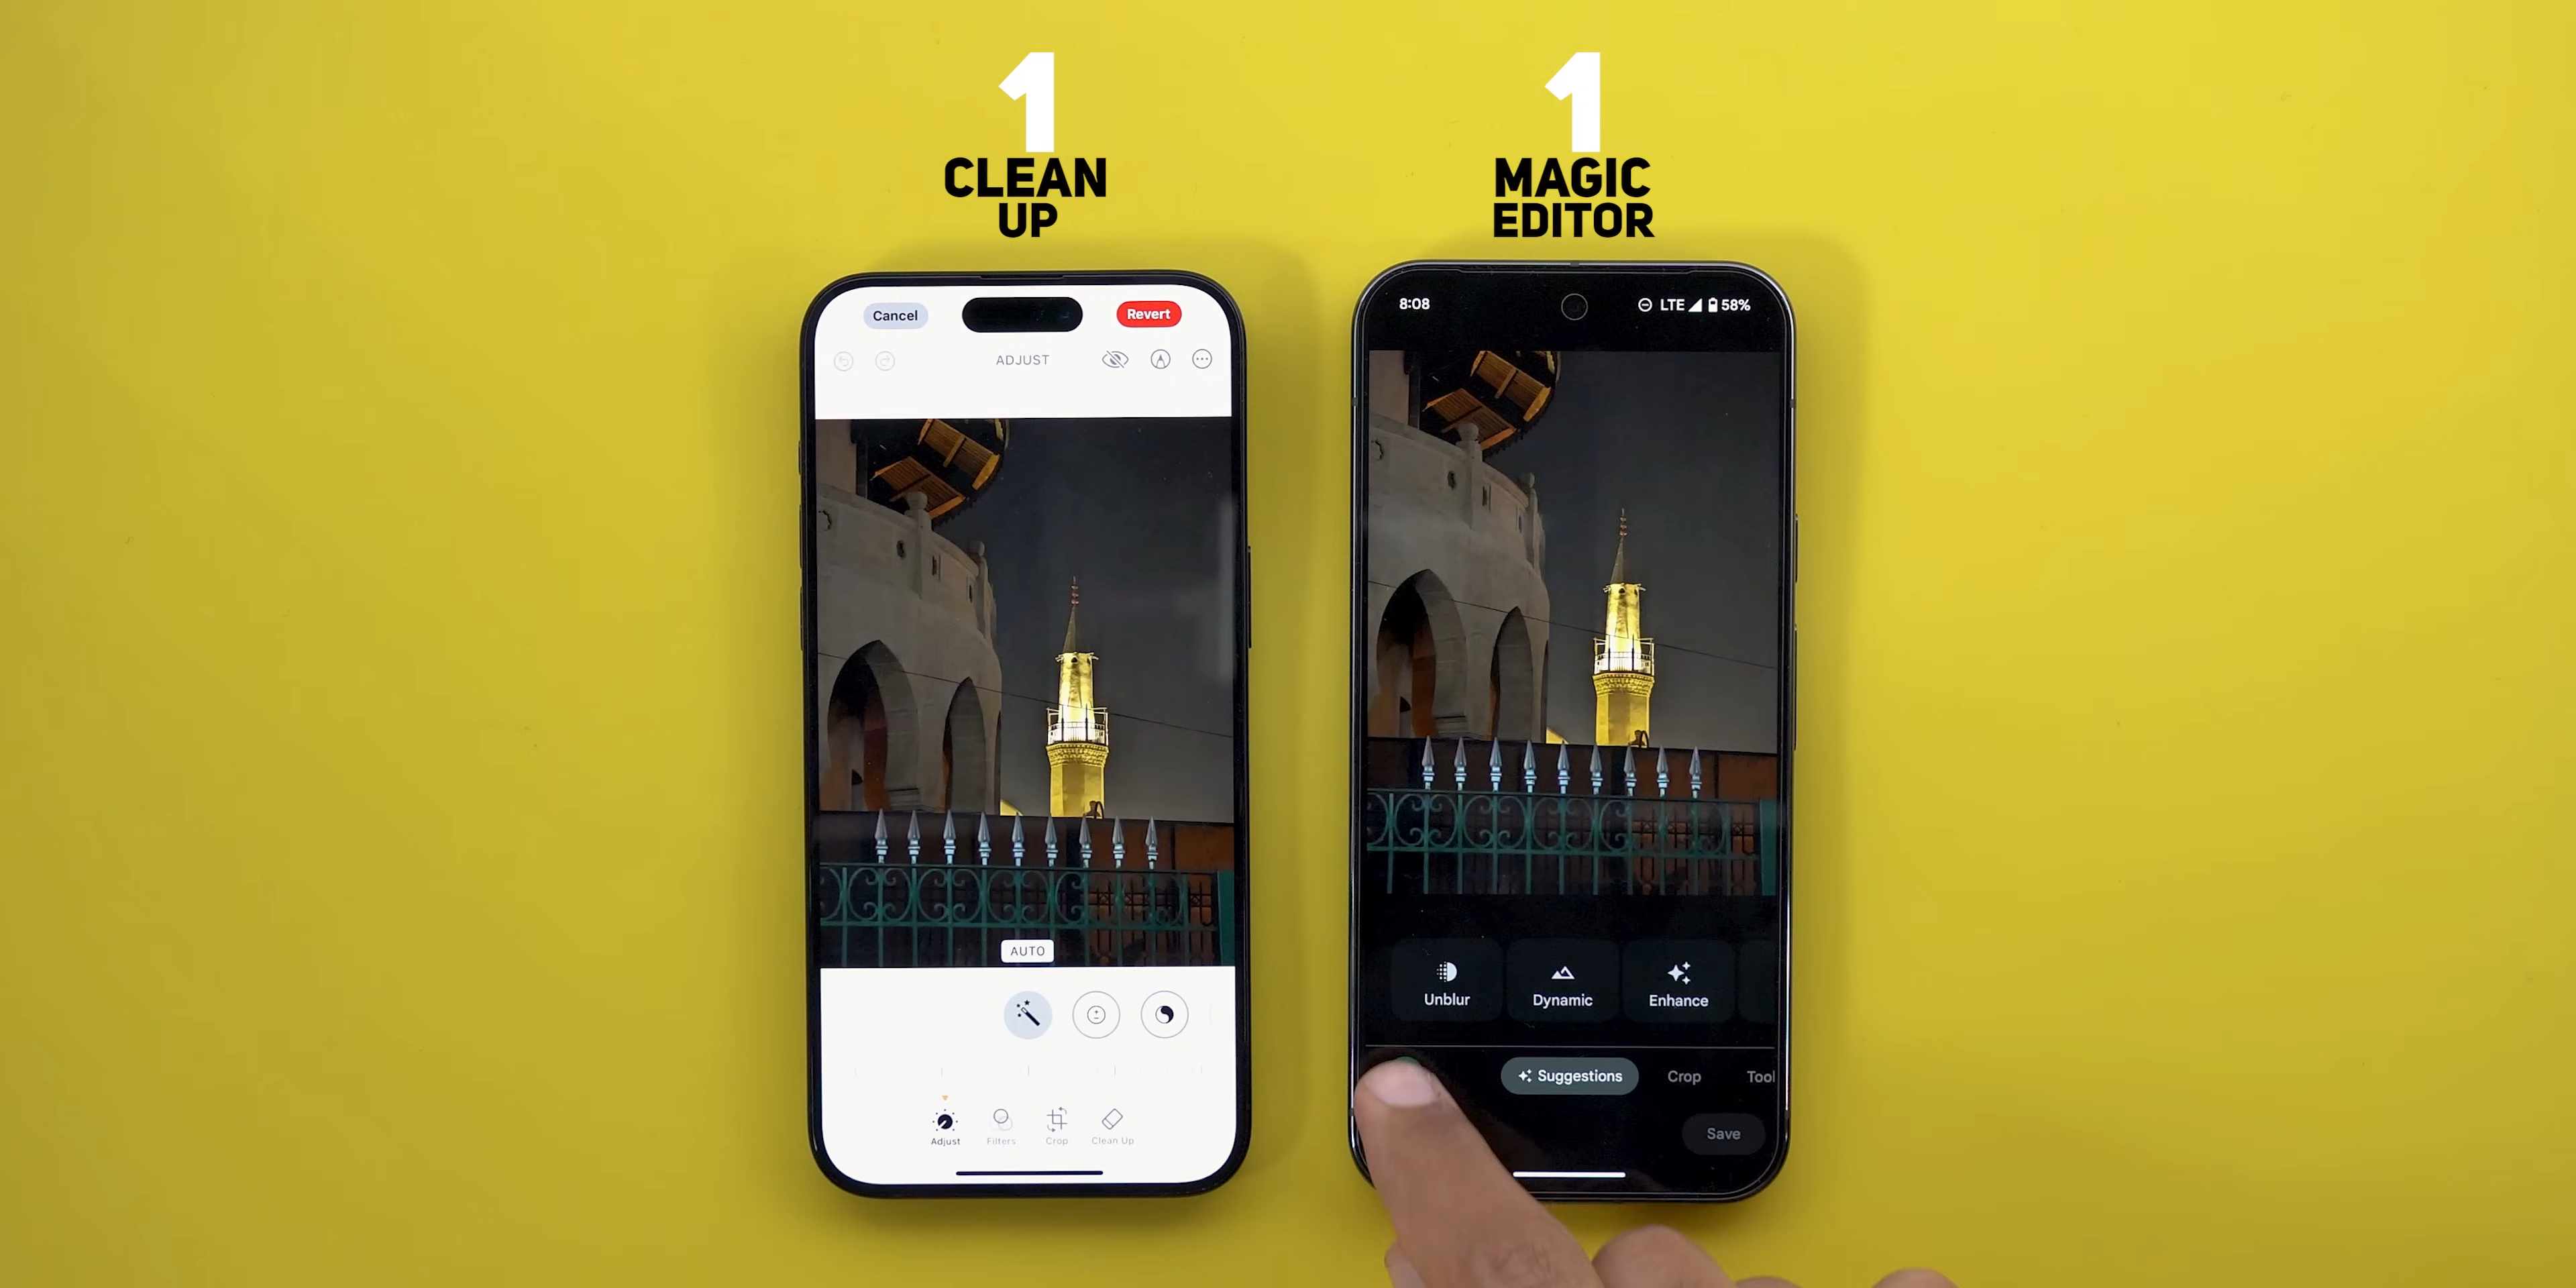 1
CLEAN
UP
1
MAGIC
EDITOR
Cancel
Revert
ADJUST
AUTO
Adjust
Filters
Crop
Clean Up
8:08
LTE 58%
Unblur
Dynamic
Enhance
Suggestions
Crop
Tool
Save